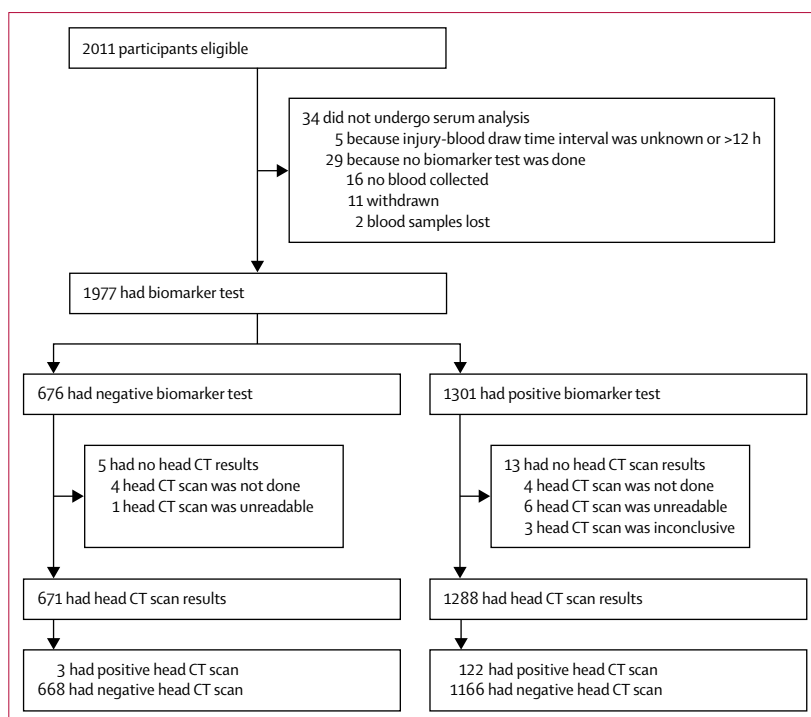 2011 participants eligible
34 did not undergo serum analysis
5 because injury-blood draw time interval was unknown or >12 h
29 because no biomarker test was done
16 no blood collected
11 withdrawn
2 blood samples lost
1977 had biomarker test
676 had negative biomarker test
1301 had positive biomarker test
5 had no head CT results
4 head CT scan was not done
1 head CT scan was unreadable
13 had no head CT scan results
4 head CT scan was not done
6 head CT scan was unreadable
3 head CT scan was inconclusive
671 had head CT scan results
1288 had head CT scan results
3 had positive head CT scan
668 had negative head CT scan
122 had positive head CT scan
1166 had negative head CT scan